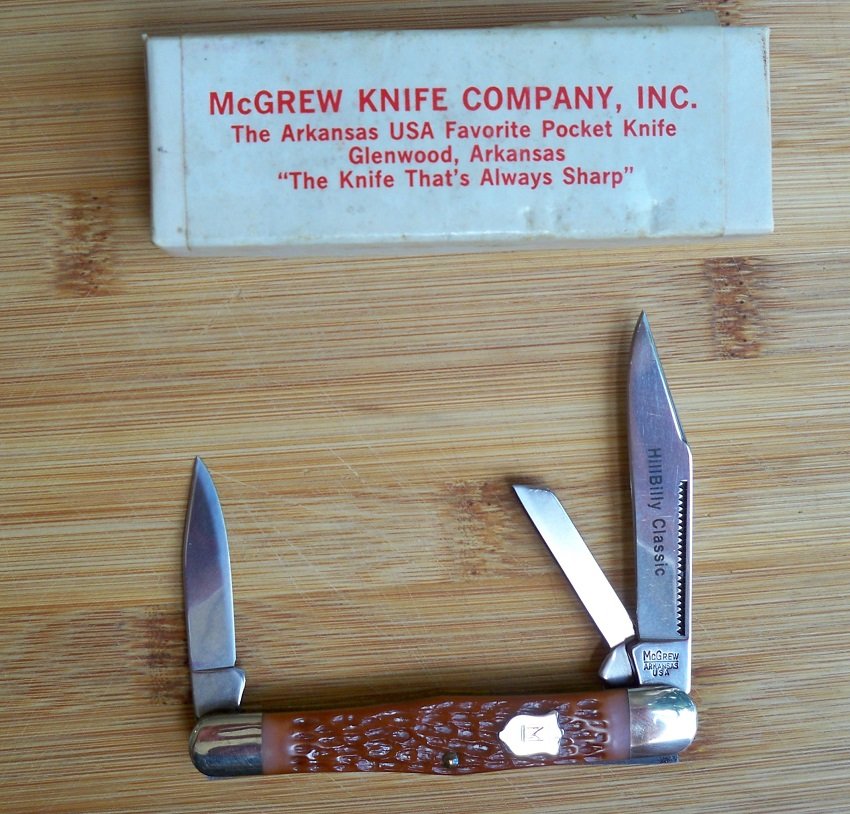 McGREW KNIFE COMPANY, INC.
The Arkansas USA Favorite Pocket Knife
Glenwood, Arkansas
“The Knife That's Always Sharp”
HillBilly Classic
McGREW
ARKANSAS
USA
M